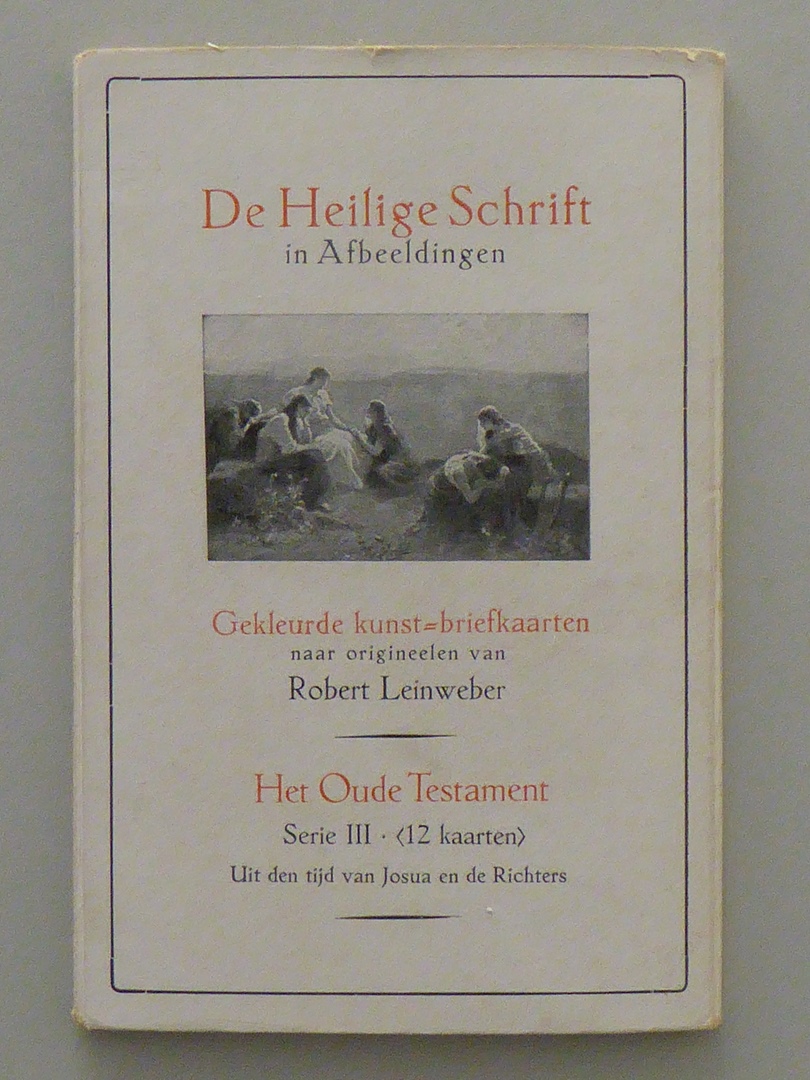 De Heilige Schrift
in Afbeeldingen
Gekleurde kunst=briefkaarten
naar origineelen van
Robert Leinweber
Het Oude Testament
Serie III · <12 kaarten>
Uit den tijd van Josua en de Richters